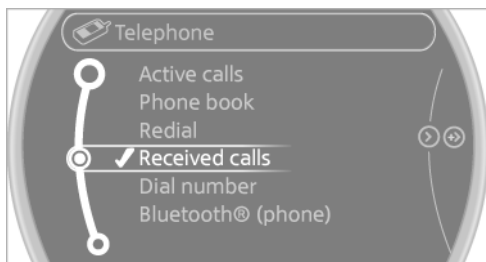 Telephone
Active calls
Phone book
Redial
Received calls
Dial number
Bluetooth® (phone)